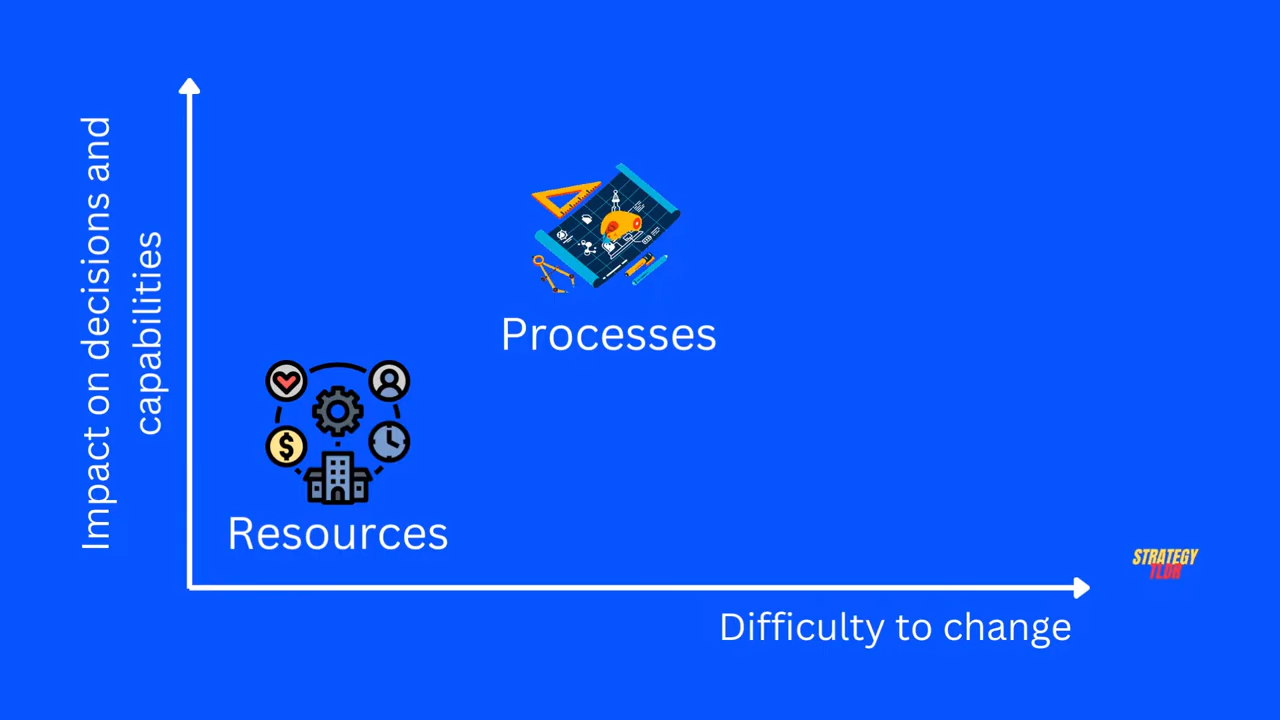 Impact on decisions and
capabilities
Processes
$
Resources
STRATEGY
TLDR
Difficulty to change